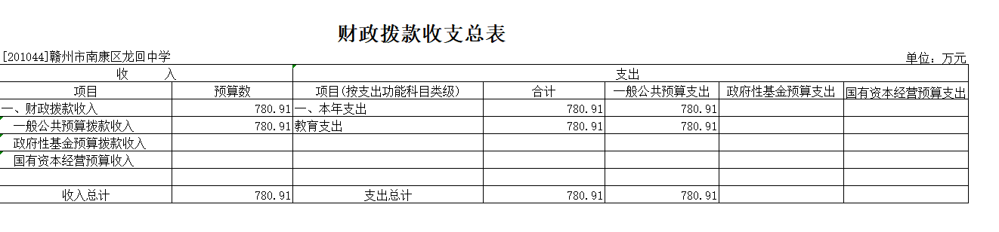 财政拨款收支总表
[201044]赣州市南康区龙回中学 单位：万元
收 入 支出
项目 预算数 项目(按支出功能科目类级) 合计 一般公共预算支出 政府性基金预算支出 国有资本经营预算支出
一、财政拨款收入 780.91 一、本年支出 780.91 780.91
一般公共预算拨款收入 780.91 教育支出 780.91 780.91
政府性基金预算拨款收入
国有资本经营预算收入
收入总计 780.91 支出总计 780.91 780.91